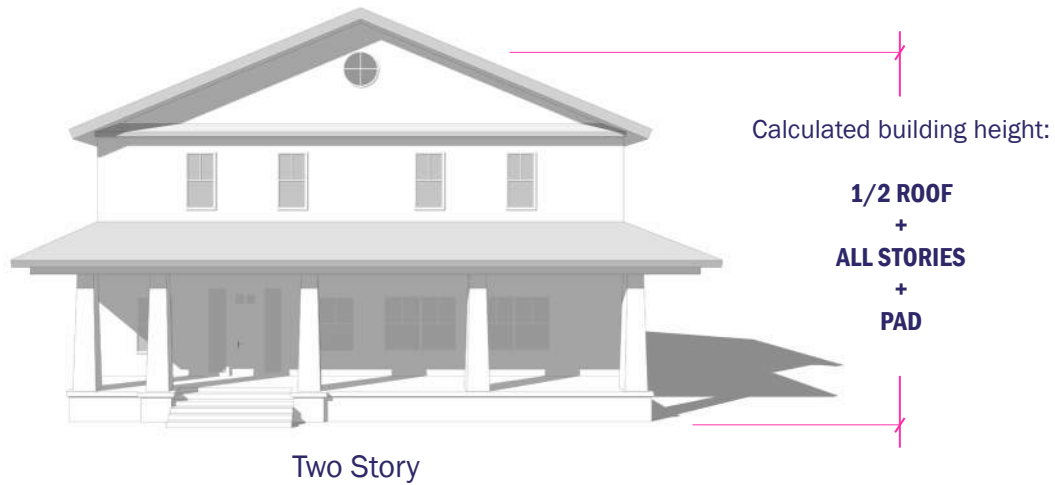 Calculated building height:
1/2 ROOF
+
ALL STORIES
+
PAD
Two Story